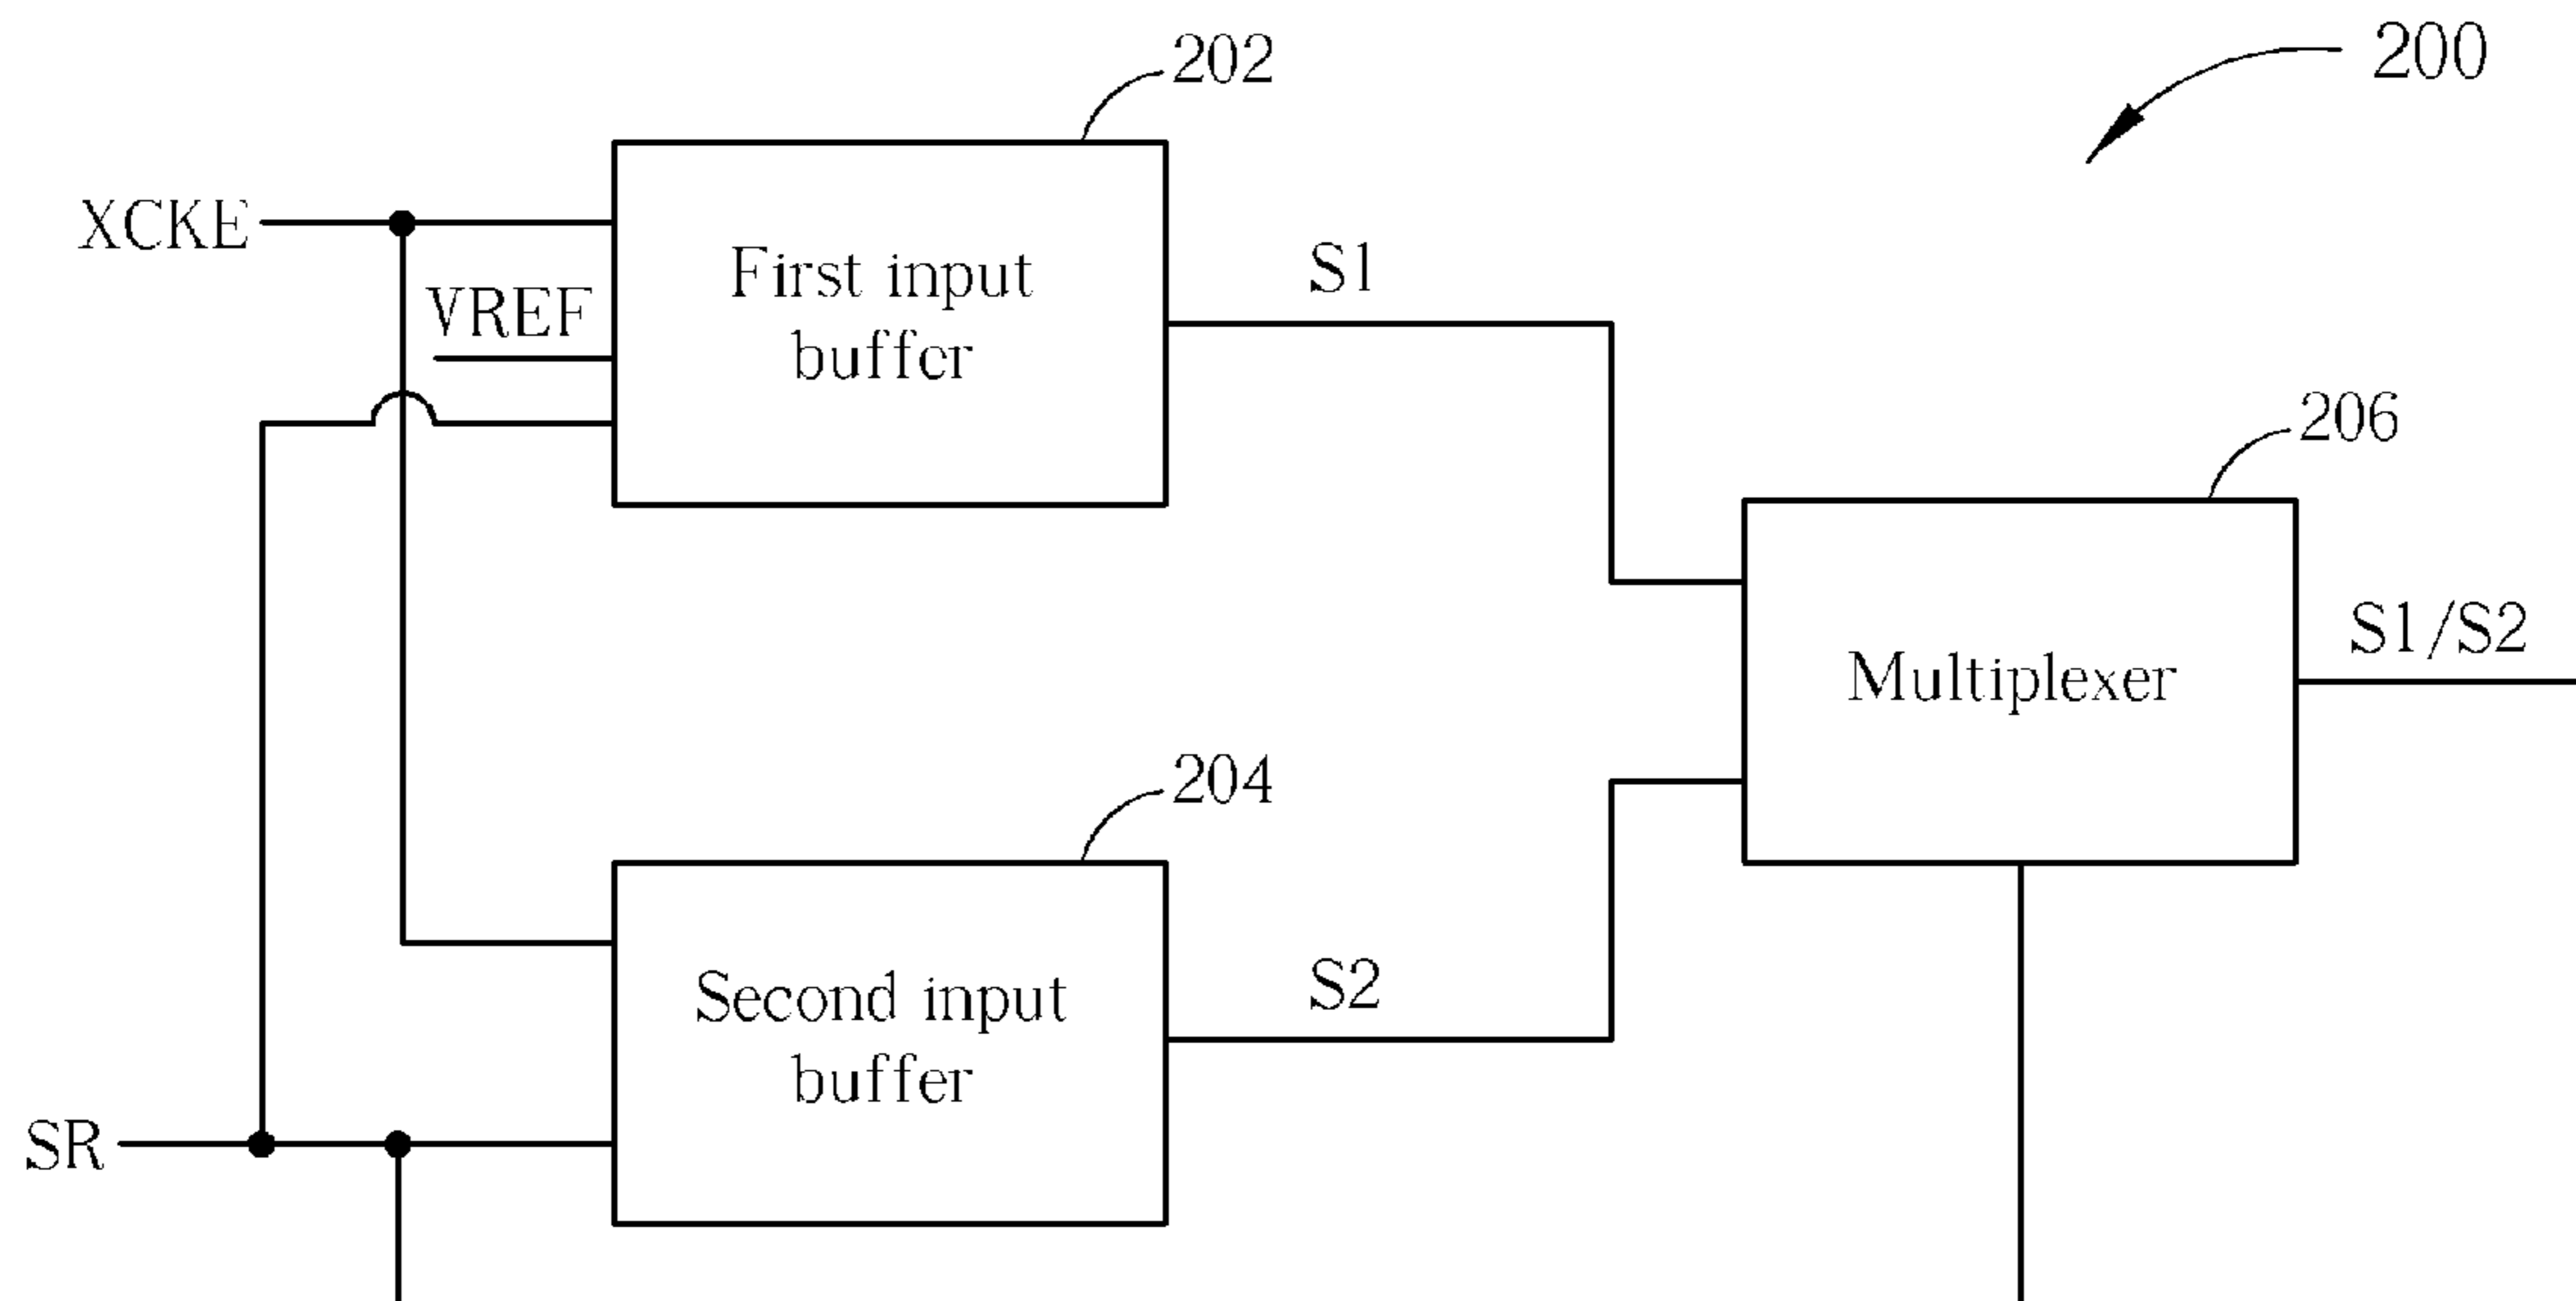 200
202
XCKE
VREF
First input
buffer
S1
206
Multiplexer
S1/S2
204
Second input
buffer
S2
SR